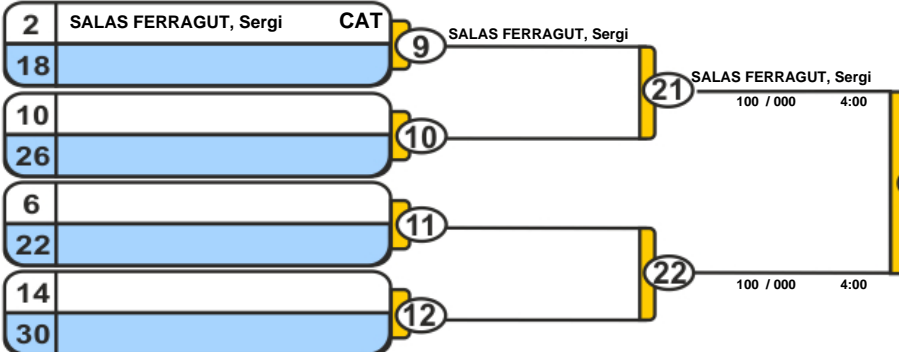 2 SALAS FERRAGUT, Sergi CAT
18
9 SALAS FERRAGUT, Sergi
10
26
10
21 SALAS FERRAGUT, Sergi
100 / 000 4:00
6
22
11
14
30
12
22
100 / 000 4:00